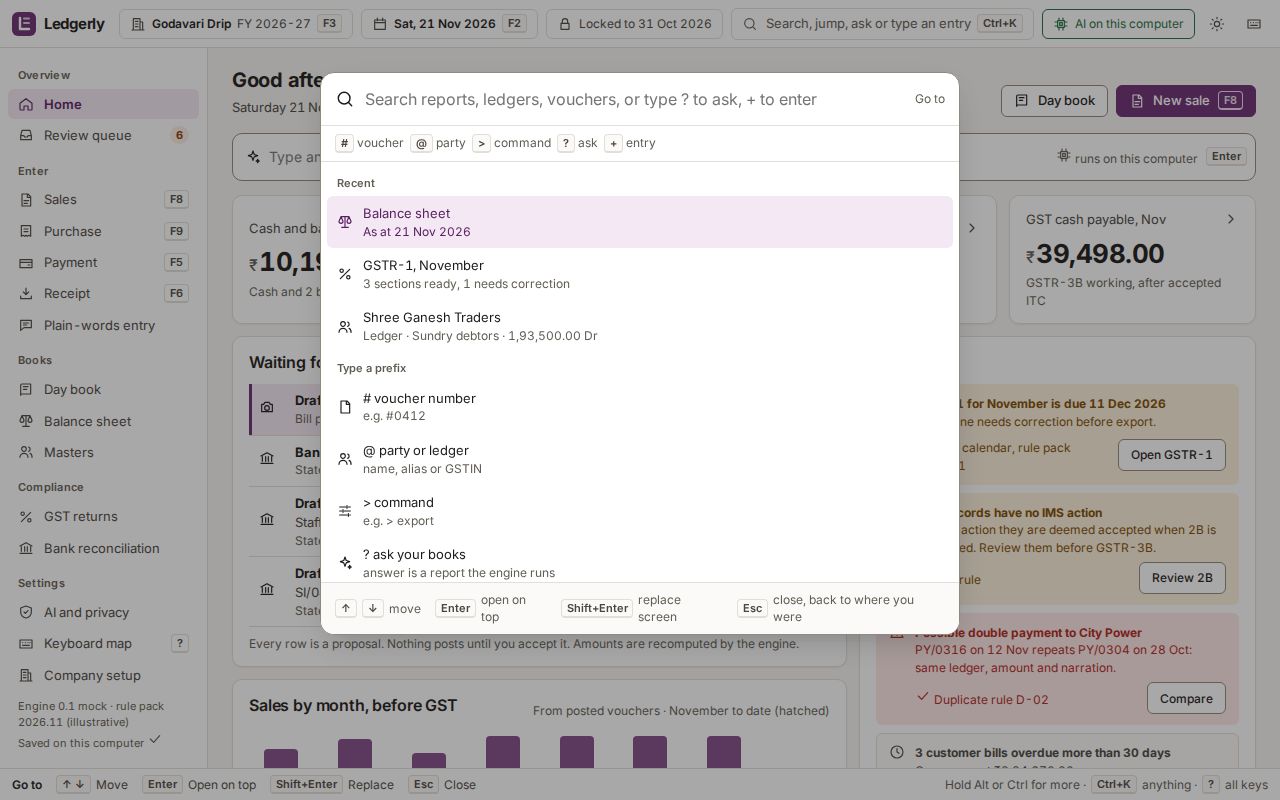 Ledgerly
Godavari Drip FY 2026-27 F3
Sat, 21 Nov 2026 F2
Locked to 31 Oct 2026
Search, jump, ask or type an entry Ctrl+K
AI on this computer
Overview
Home
Review queue 6
Enter
Sales F8
Purchase F9
Payment F5
Receipt F6
Plain-words entry
Books
Day book
Balance sheet
Masters
Compliance
GST returns
Bank reconciliation
Settings
AI and privacy
Keyboard map ?
Company setup
Engine 0.1 mock · rule pack
2026.11 (illustrative)
Saved on this computer
Good afte
Saturday 21 N
Day book
New sale F8
Type an
runs on this computer Enter
Cash and ba
₹10,19
Cash and 2 b
GST cash payable, Nov
₹39,498.00
GSTR-3B working, after accepted
ITC
Search reports, ledgers, vouchers, or type ? to ask, + to enter
Go to
# voucher @ party > command ? ask + entry
Recent
Balance sheet
As at 21 Nov 2026
GSTR-1, November
3 sections ready, 1 needs correction
Shree Ganesh Traders
Ledger · Sundry debtors · 1,93,500.00 Dr
Type a prefix
# voucher number
e.g. #0412
@ party or ledger
name, alias or GSTIN
> command
e.g. > export
? ask your books
answer is a report the engine runs
↑ ↓ move
Enter open on
top
Shift+Enter replace
screen
Esc close, back to where you
were
Waiting fo
Draf
Bill p
Ban
State
Draf
Staff
State
Draf
SI/0
State
Every row is a proposal. Nothing posts until you accept it. Amounts are recomputed by the engine.
Sales by month, before GST
From posted vouchers · November to date (hatched)
1 for November is due 11 Dec 2026
ne needs correction before export.
calendar, rule pack
1
Open GSTR-1
cords have no IMS action
action they are deemed accepted when 2B is
ed. Review them before GSTR-3B.
rule
Review 2B
Possible double payment to City Power
PY/0316 on 12 Nov repeats PY/0304 on 28 Oct:
same ledger, amount and narration.
Duplicate rule D-02
Compare
3 customer bills overdue more than 30 days
Go to ↑ ↓ Move Enter Open on top Shift+Enter Replace Esc Close
Hold Alt or Ctrl for more · Ctrl+K anything · ? all keys